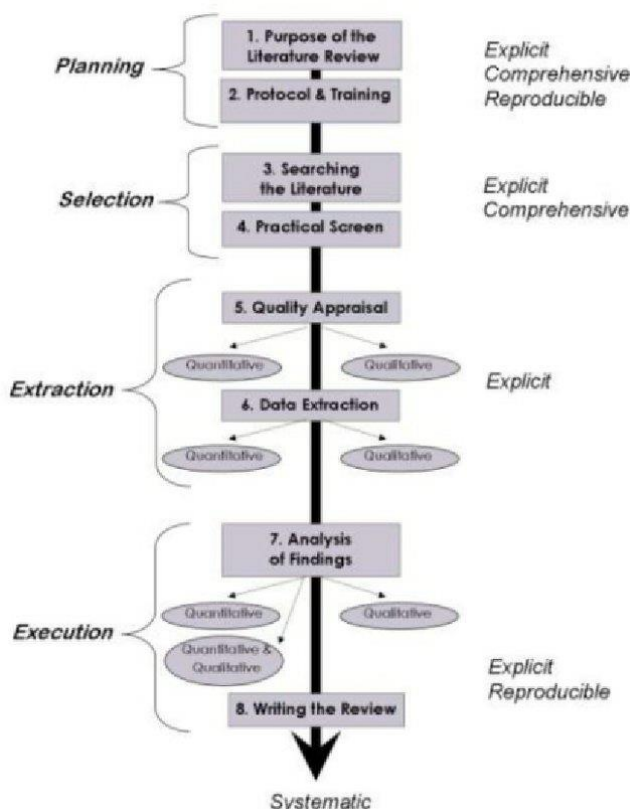 Planning
1. Purpose of the
Literature Review
2. Protocol & Training
Explicit
Comprehensive
Reproducible
Selection
3. Searching
the Literature
4. Practical Screen
Explicit
Comprehensive
Extraction
5. Quality Appraisal
Quantitative
Qualitative
6. Data Extraction
Quantitative
Qualitative
Explicit
Execution
7. Analysis
of Findings
Quantitative
Qualitative
Quantitative &
Qualitative
8. Writing the Review
Explicit
Reproducible
Systematic